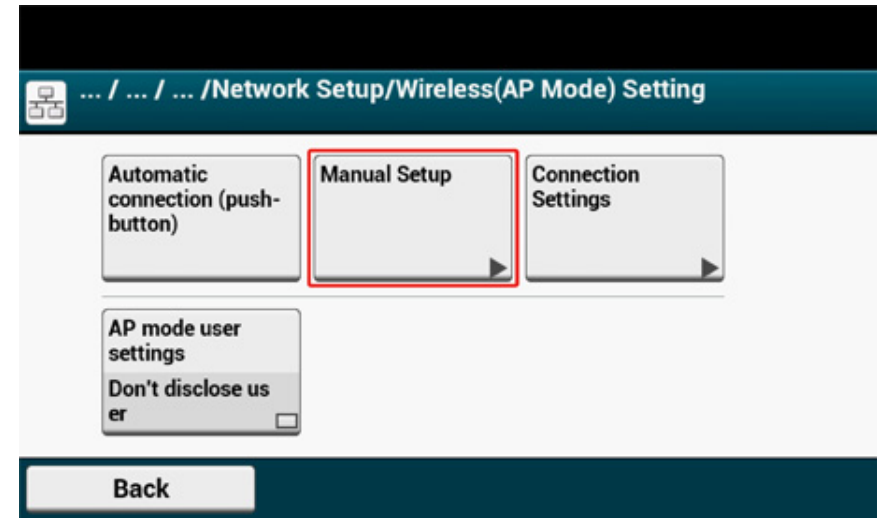 ... / ... / ... /Network Setup/Wireless(AP Mode) Setting
Automatic
connection (push-
button)
Manual Setup
Connection
Settings
AP mode user
settings
Don't disclose us
er
Back